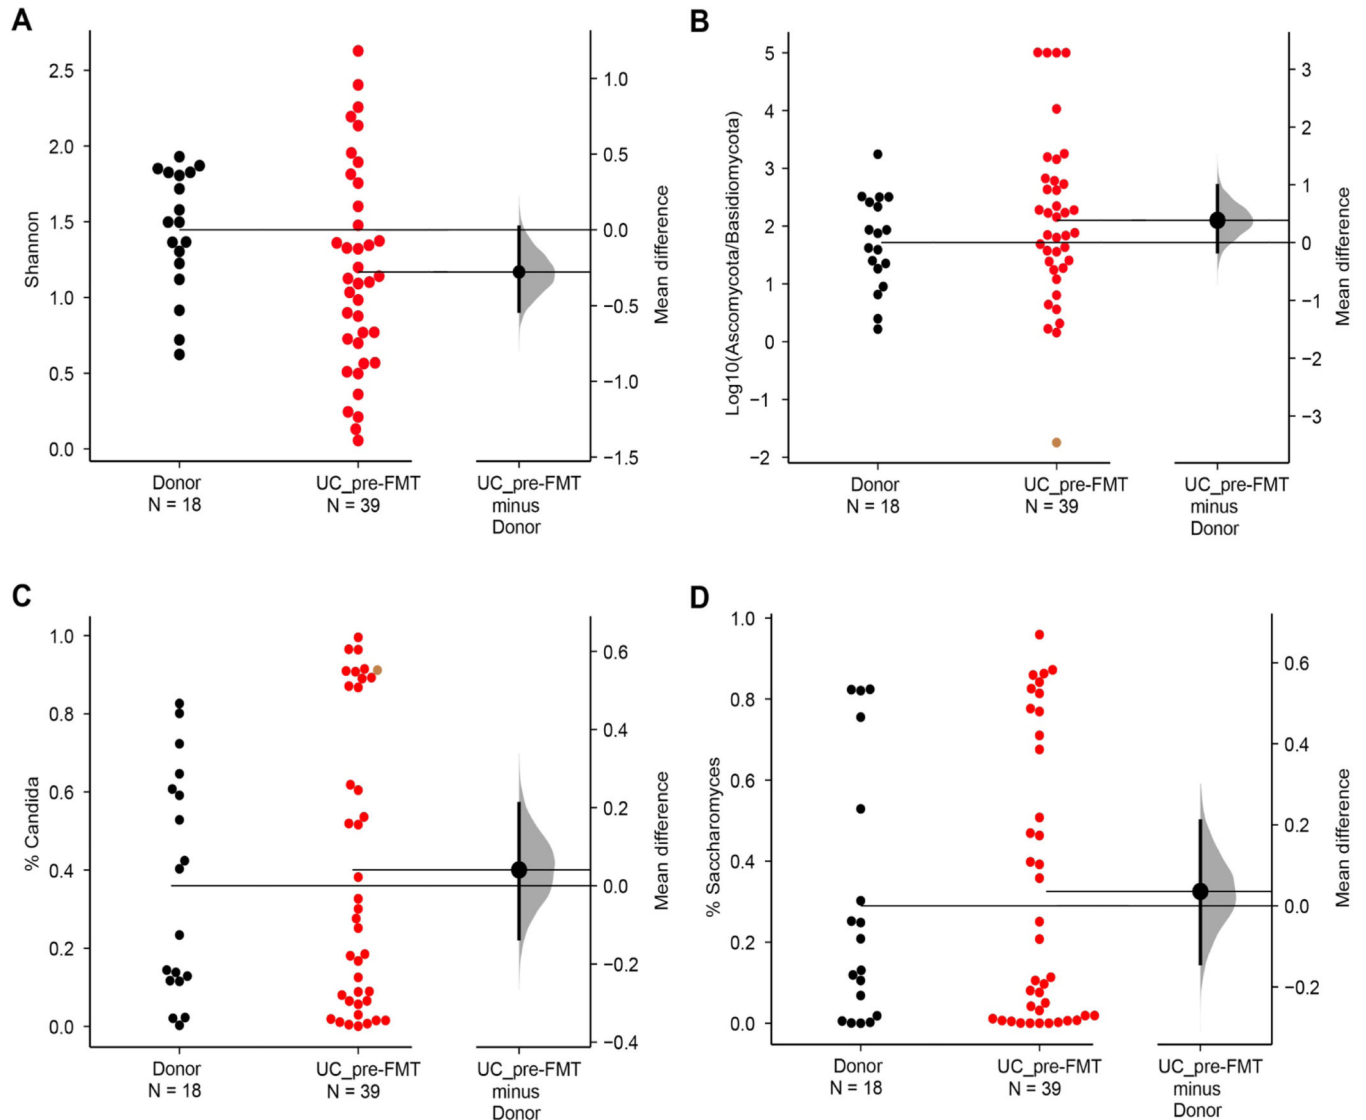 A
Shannon
2.5
2.0
1.5
1.0
0.5
0.0
1.0
0.5
0.0
−0.5
−1.0
−1.5
Mean difference
Donor
N = 18
UC_pre-FMT
N = 39
UC_pre-FMT
minus
Donor
B
Log10(Ascomycota/Basidiomycota)
5
4
3
2
1
0
−1
−2
3
2
1
0
−1
−2
−3
Mean difference
Donor
N = 18
UC_pre-FMT
N = 39
UC_pre-FMT
minus
Donor
C
% Candida
1.0
0.8
0.6
0.4
0.2
0.0
0.6
0.4
0.2
0.0
−0.2
−0.4
Mean difference
Donor
N = 18
UC_pre-FMT
N = 39
UC_pre-FMT
minus
Donor
D
% Saccharomyces
1.0
0.8
0.6
0.4
0.2
0.0
0.6
0.4
0.2
0.0
−0.2
Mean difference
Donor
N = 18
UC_pre-FMT
N = 39
UC_pre-FMT
minus
Donor